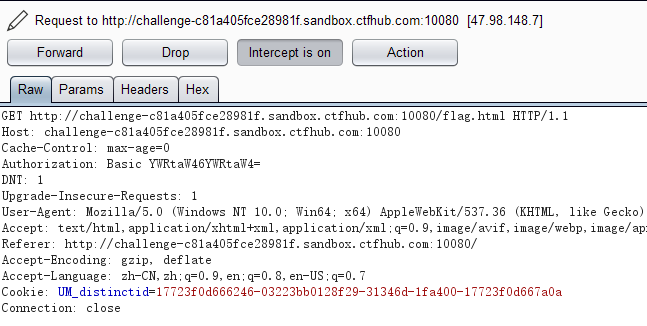 Request to http://challenge-c81a405fce28981f.sandbox.ctfhub.com:10080 [47.98.148.7]
Forward Drop Intercept is on Action
Raw Params Headers Hex
GET http://challenge-c81a405fce28981f.sandbox.ctfhub.com:10080/flag.html HTTP/1.1
Host: challenge-c81a405fce28981f.sandbox.ctfhub.com:10080
Cache-Control: max-age=0
Authorization: Basic YWRtaW46YWRtaW4=
DNT: 1
Upgrade-Insecure-Requests: 1
User-Agent: Mozilla/5.0 (Windows NT 10.0; Win64; x64) AppleWebKit/537.36 (KHTML, like Gecko)
Accept: text/html,application/xhtml+xml,application/xml;q=0.9,image/avif,image/webp,image/ap
Referer: http://challenge-c81a405fce28981f.sandbox.ctfhub.com:10080/
Accept-Encoding: gzip, deflate
Accept-Language: zh-CN,zh;q=0.9,en;q=0.8,en-US;q=0.7
Cookie: UM_distinctid=17723f0d666246-03223bb0128f29-31346d-1fa400-17723f0d667a0a
Connection: close